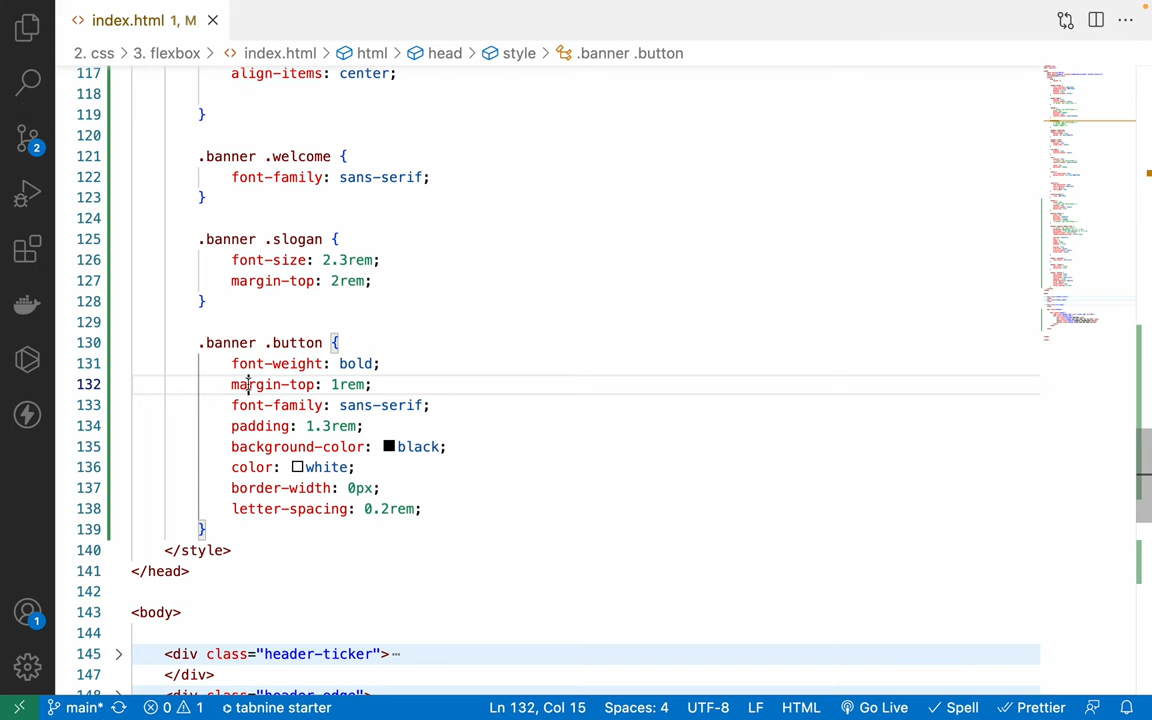 index.html 1, M
2. css > 3. flexbox > index.html > html > head > style > .banner .button
117 align-items: center;
118
119 }
120
121 .banner .welcome {
122 font-family: sans-serif;
123 }
124
125 .banner .slogan {
126 font-size: 2.3rem;
127 margin-top: 2rem;
128 }
129
130 .banner .button {
131 font-weight: bold;
132 margin-top: 1rem;
133 font-family: sans-serif;
134 padding: 1.3rem;
135 background-color: black;
136 color: white;
137 border-width: 0px;
138 letter-spacing: 0.2rem;
139 }
140 </style>
141 </head>
142
143 <body>
144
145 <div class="header-ticker">
147 </div>
148 <div class="header-edge">
2
1
main* 0 1 tabnine starter Ln 132, Col 15 Spaces: 4 UTF-8 LF HTML Go Live Spell Prettier